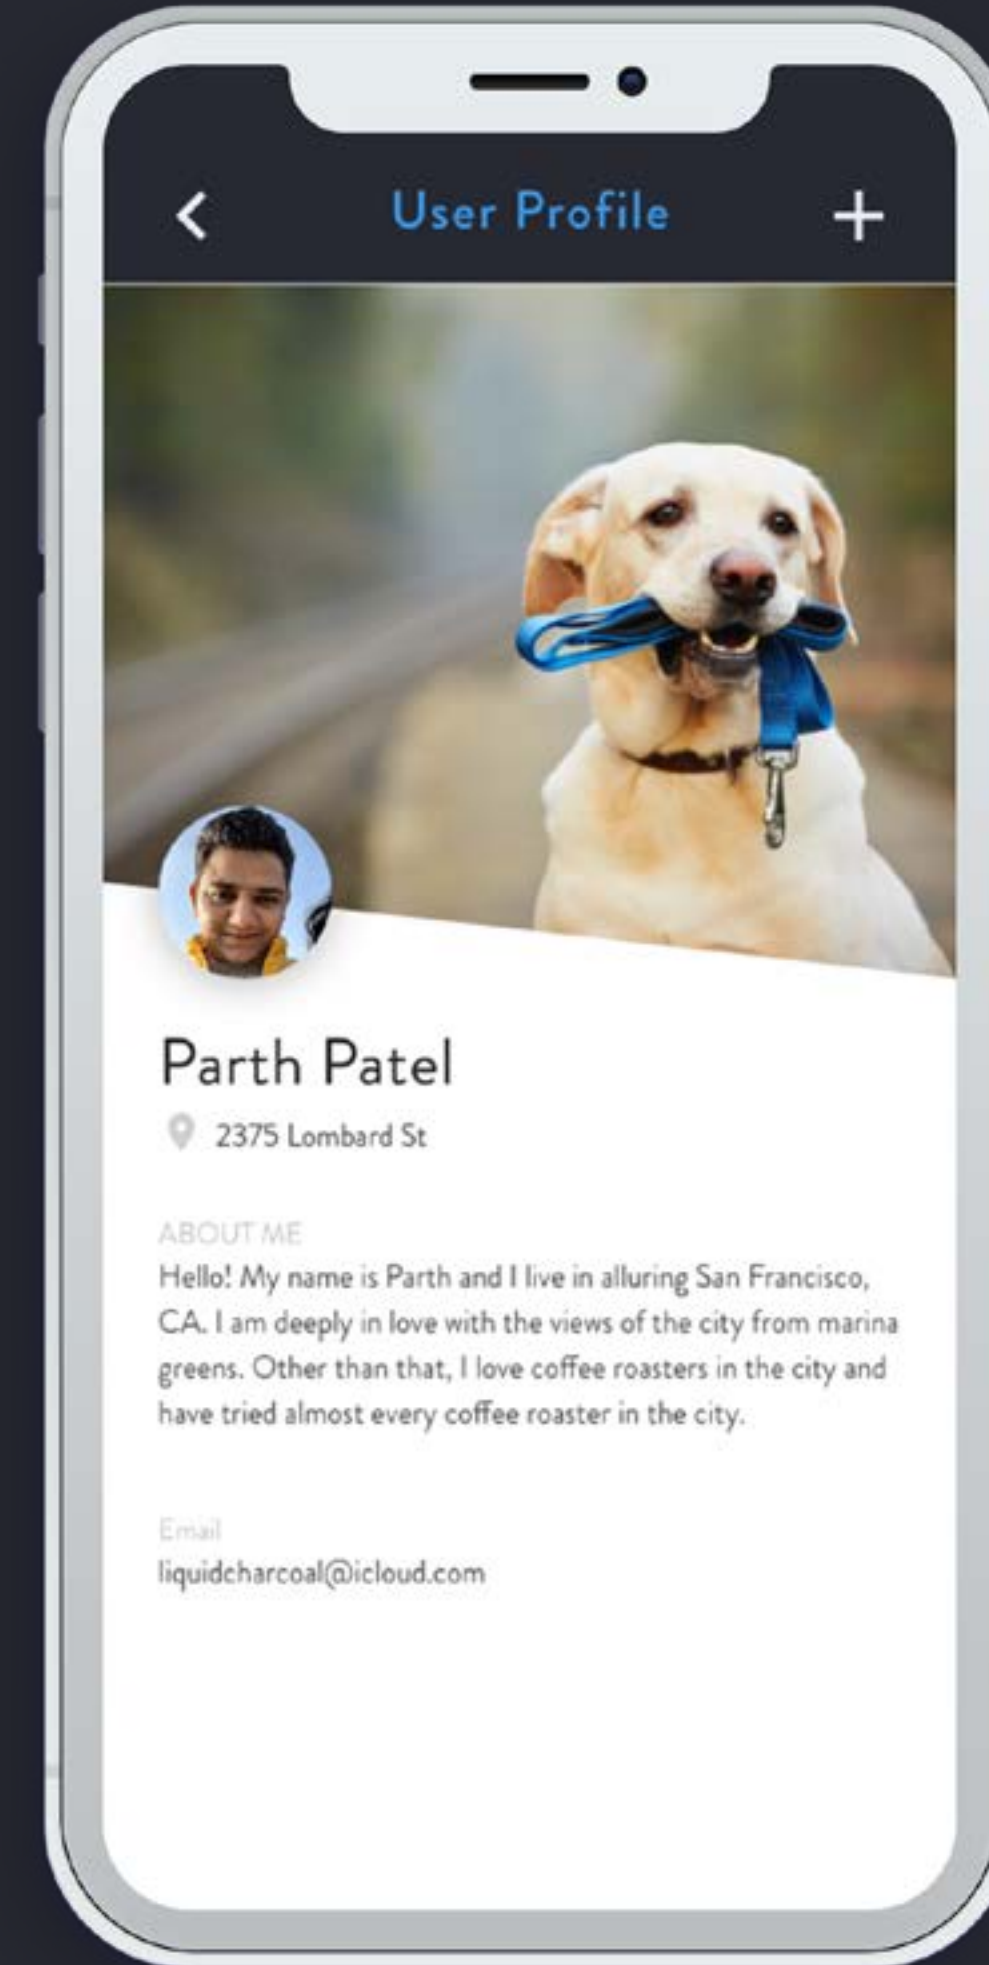 User Profile
Parth Patel
2375 Lombard St
ABOUT ME
Hello! My name is Parth and I live in alluring San Francisco,
CA. I am deeply in love with the views of the city from marina
greens. Other than that, I love coffee roasters in the city and
have tried almost every coffee roaster in the city.
Email
liquidcharcoal@icloud.com